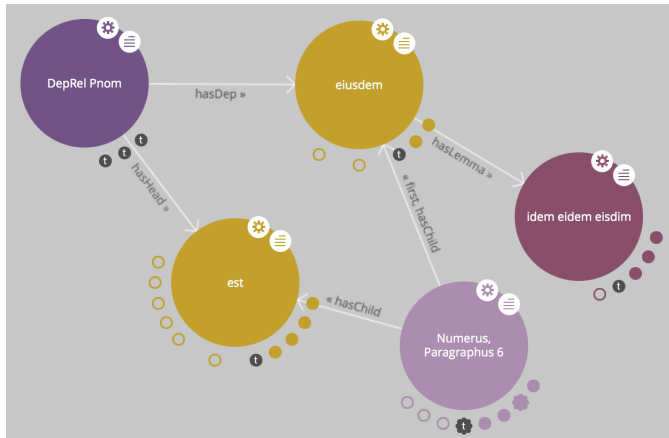 DepRel Pnom
hasDep »
eiusdem
t
t
t
t
hasHead »
hasLemma »
« first, hasChild
idem eidem eisdim
t
est
« hasChild
t
Numerus,
Paragraphus 6
t